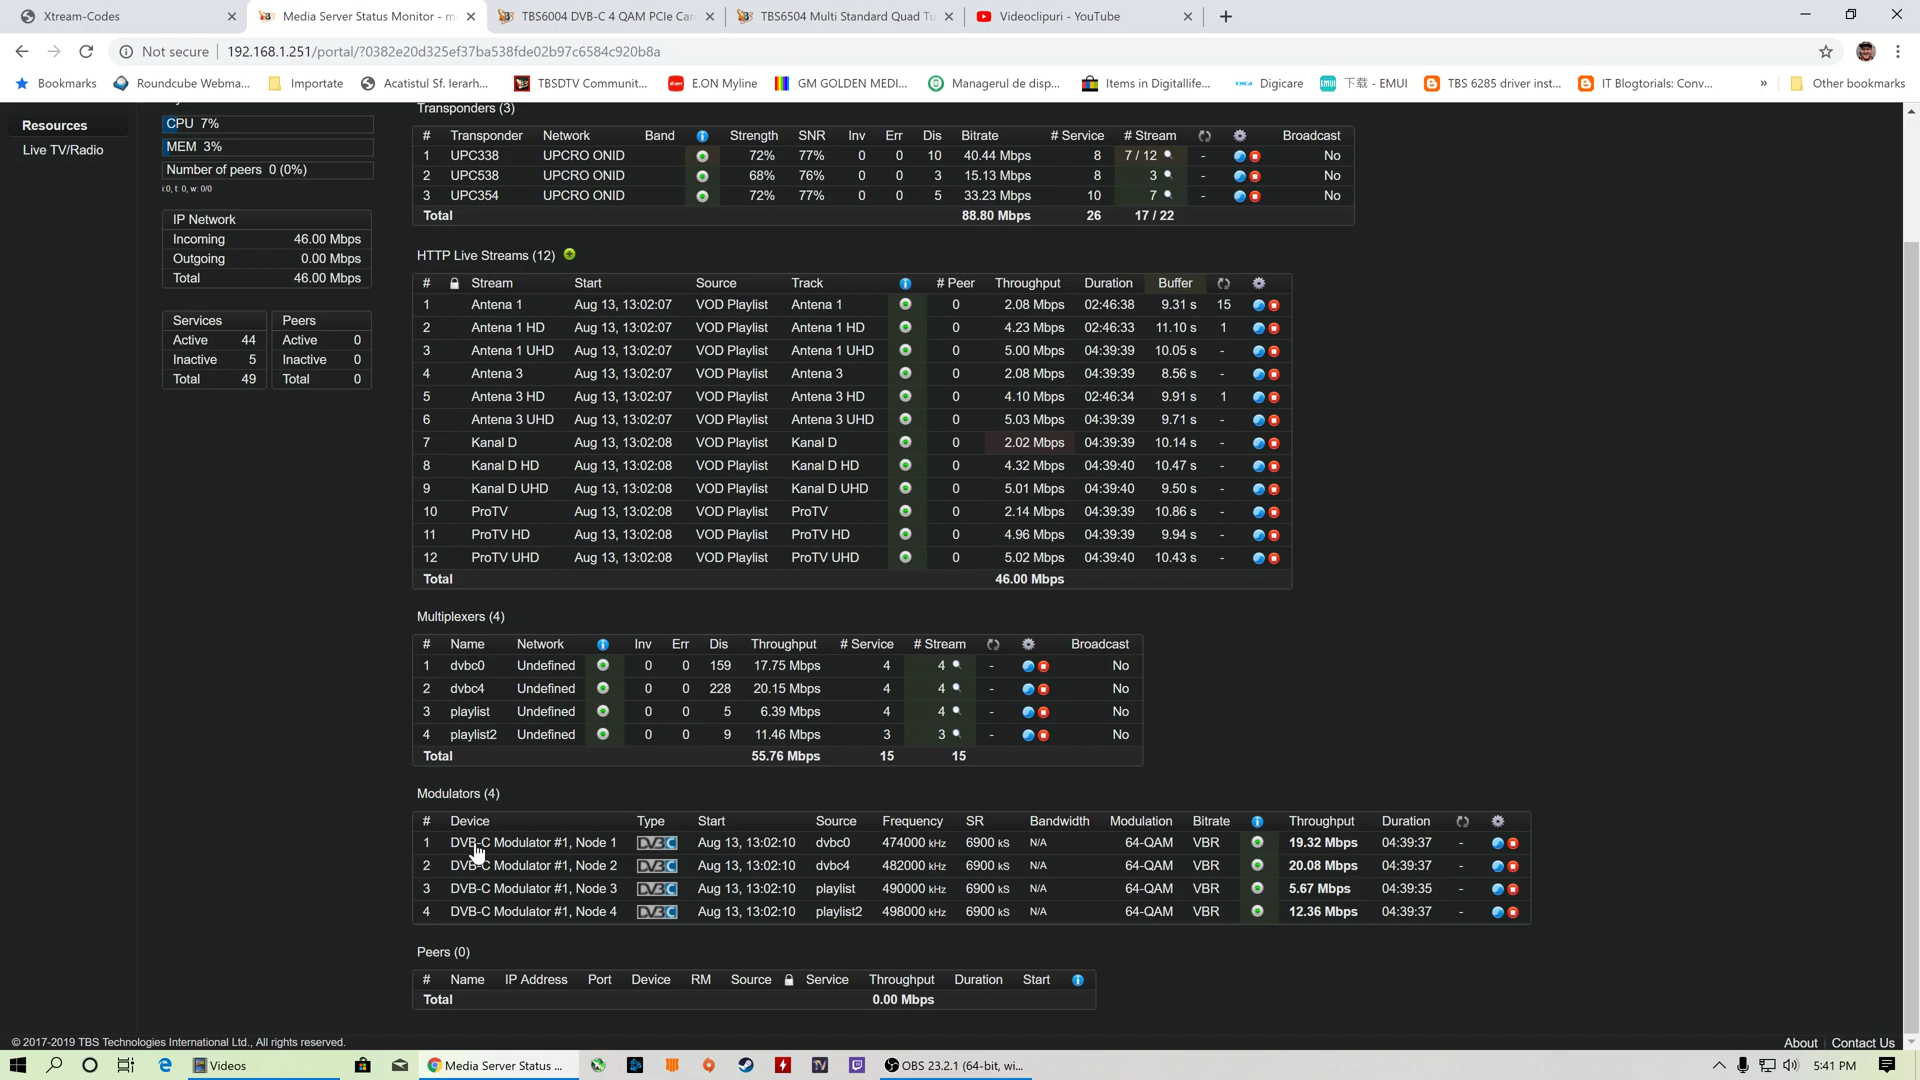 Xtream-Codes
Media Server Status Monitor - m
TBS6004 DVB-C 4 QAM PCIe Car
TBS6504 Multi Standard Quad Tu
Videoclipuri - YouTube
Not secure 192.168.1.251/portal/?0382e20d325ef37ba538fde02b97c6584c920b8a
Bookmarks Roundcube Webma... Importate Acatistul Sf. Ierarh... TBSDTV Communit... E.ON Myline GM GOLDEN MEDI... Managerul de disp... Items in Digitallife... Digicare 下载 - EMUI TBS 6285 driver inst... IT Blogtorials: Conv... » Other bookmarks
Resources
Live TV/Radio
CPU 7%
MEM 3%
Number of peers 0 (0%)
i:0, t: 0, w: 0/0
IP Network
Incoming 46.00 Mbps
Outgoing 0.00 Mbps
Total 46.00 Mbps
Services
Active 44
Inactive 5
Total 49
Peers
Active 0
Inactive 0
Total 0
Transponders (3)
# Transponder Network Band Strength SNR Inv Err Dis Bitrate # Service # Stream Broadcast
1 UPC338 UPCRO ONID 72% 77% 0 0 10 40.44 Mbps 8 7 / 12 - No
2 UPC538 UPCRO ONID 68% 76% 0 0 3 15.13 Mbps 8 3 - No
3 UPC354 UPCRO ONID 72% 77% 0 0 5 33.23 Mbps 10 7 - No
Total 88.80 Mbps 26 17 / 22
HTTP Live Streams (12)
# Stream Start Source Track # Peer Throughput Duration Buffer
1 Antena 1 Aug 13, 13:02:07 VOD Playlist Antena 1 0 2.08 Mbps 02:46:38 9.31 s 15
2 Antena 1 HD Aug 13, 13:02:07 VOD Playlist Antena 1 HD 0 4.23 Mbps 02:46:33 11.10 s 1
3 Antena 1 UHD Aug 13, 13:02:07 VOD Playlist Antena 1 UHD 0 5.00 Mbps 04:39:39 10.05 s -
4 Antena 3 Aug 13, 13:02:07 VOD Playlist Antena 3 0 2.08 Mbps 04:39:39 8.56 s -
5 Antena 3 HD Aug 13, 13:02:07 VOD Playlist Antena 3 HD 0 4.10 Mbps 02:46:34 9.91 s 1
6 Antena 3 UHD Aug 13, 13:02:07 VOD Playlist Antena 3 UHD 0 5.03 Mbps 04:39:39 9.71 s -
7 Kanal D Aug 13, 13:02:08 VOD Playlist Kanal D 0 2.02 Mbps 04:39:39 10.14 s -
8 Kanal D HD Aug 13, 13:02:08 VOD Playlist Kanal D HD 0 4.32 Mbps 04:39:40 10.47 s -
9 Kanal D UHD Aug 13, 13:02:08 VOD Playlist Kanal D UHD 0 5.01 Mbps 04:39:40 9.50 s -
10 ProTV Aug 13, 13:02:08 VOD Playlist ProTV 0 2.14 Mbps 04:39:39 10.86 s -
11 ProTV HD Aug 13, 13:02:08 VOD Playlist ProTV HD 0 4.96 Mbps 04:39:39 9.94 s -
12 ProTV UHD Aug 13, 13:02:08 VOD Playlist ProTV UHD 0 5.02 Mbps 04:39:40 10.43 s -
Total 46.00 Mbps
Multiplexers (4)
# Name Network Inv Err Dis Throughput # Service # Stream Broadcast
1 dvbc0 Undefined 0 0 159 17.75 Mbps 4 4 - No
2 dvbc4 Undefined 0 0 228 20.15 Mbps 4 4 - No
3 playlist Undefined 0 0 5 6.39 Mbps 4 4 - No
4 playlist2 Undefined 0 0 9 11.46 Mbps 3 3 - No
Total 55.76 Mbps 15 15
Modulators (4)
# Device Type Start Source Frequency SR Bandwidth Modulation Bitrate Throughput Duration
1 DVB-C Modulator #1, Node 1 DVB C Aug 13, 13:02:10 dvbc0 474000 kHz 6900 kS N/A 64-QAM VBR 19.32 Mbps 04:39:37 -
2 DVB-C Modulator #1, Node 2 DVB C Aug 13, 13:02:10 dvbc4 482000 kHz 6900 kS N/A 64-QAM VBR 20.08 Mbps 04:39:37 -
3 DVB-C Modulator #1, Node 3 DVB C Aug 13, 13:02:10 playlist 490000 kHz 6900 kS N/A 64-QAM VBR 5.67 Mbps 04:39:35 -
4 DVB-C Modulator #1, Node 4 DVB C Aug 13, 13:02:10 playlist2 498000 kHz 6900 kS N/A 64-QAM VBR 12.36 Mbps 04:39:37 -
Peers (0)
# Name IP Address Port Device RM Source Service Throughput Duration Start
Total 0.00 Mbps
© 2017-2019 TBS Technologies International Ltd., All rights reserved.
About Contact Us
Videos Media Server Status ... OBS 23.2.1 (64-bit, wi... 5:41 PM